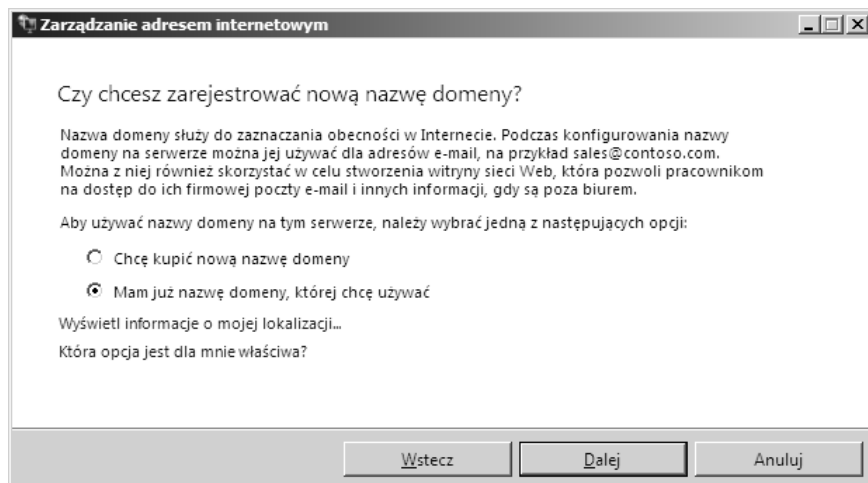 Zarządzanie adresem internetowym
Czy chcesz zarejestrować nową nazwę domeny?
Nazwa domeny służy do zaznaczania obecności w Internecie. Podczas konfigurowania nazwy
domeny na serwerze można jej używać dla adresów e-mail, na przykład sales@contoso.com.
Można z niej również skorzystać w celu stworzenia witryny sieci Web, która pozwoli pracownikom
na dostęp do ich firmowej poczty e-mail i innych informacji, gdy są poza biurem.
Aby używać nazwy domeny na tym serwerze, należy wybrać jedną z następujących opcji:
Chcę kupić nową nazwę domeny
Mam już nazwę domeny, której chcę używać
Wyświetl informacje o mojej lokalizacji...
Która opcja jest dla mnie właściwa?
Wstecz Dalej Anuluj